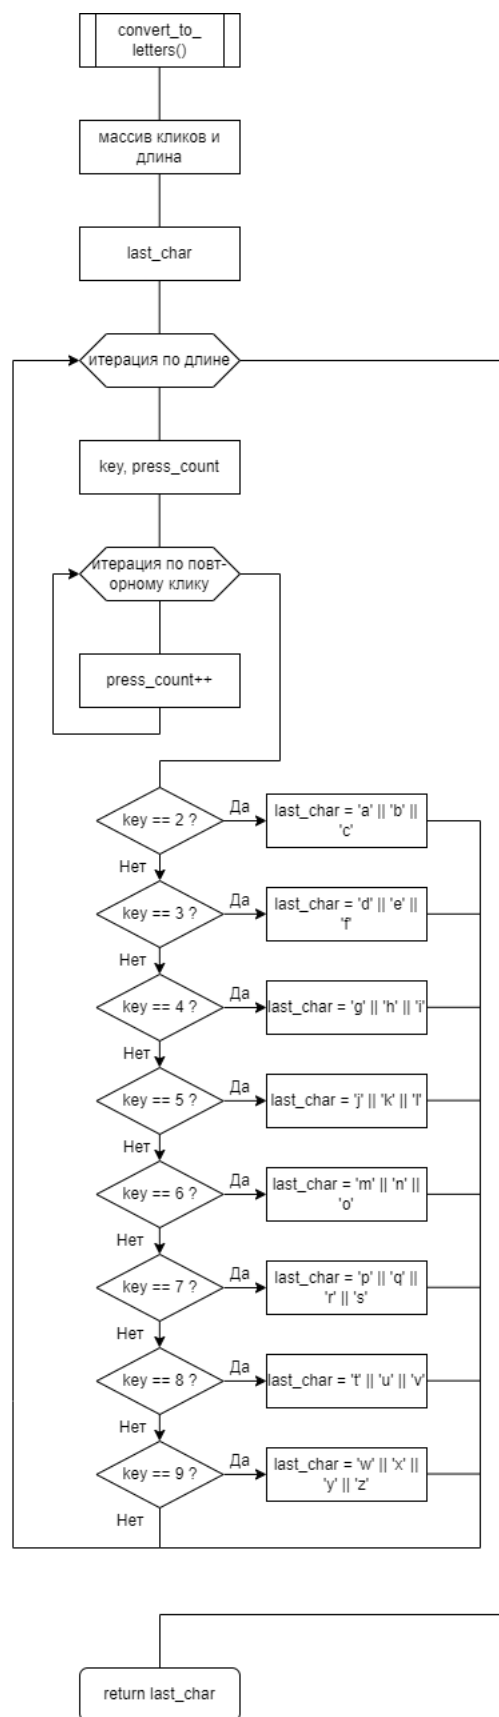 convert_to_
letters()
массив кликов и
длина
last_char
итерация по длине
key, press_count
итерация по повт-
орному клику
press_count++
key == 2 ?
Да
last_char = 'a' || 'b' ||
'c'
Нет
key == 3 ?
Да
last_char = 'd' || 'e' ||
'f'
Нет
key == 4 ?
Да
last_char = 'g' || 'h' || 'i'
Нет
key == 5 ?
Да
last_char = 'j' || 'k' || 'l'
Нет
key == 6 ?
Да
last_char = 'm' || 'n' ||
'o'
Нет
key == 7 ?
Да
last_char = 'p' || 'q' ||
'r' || 's'
Нет
key == 8 ?
Да
last_char = 't' || 'u' || 'v'
Нет
key == 9 ?
Да
last_char = 'w' || 'x' ||
'y' || 'z'
Нет
return last_char